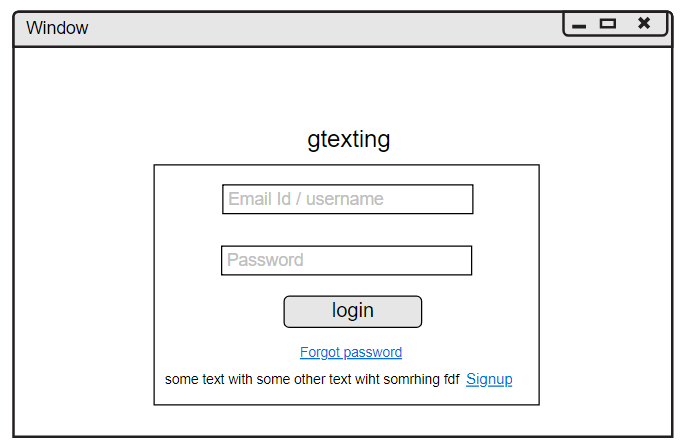 Window
gtexting
Email Id / username
Password
login
Forgot password
some text with some other text wiht somrhing fdf Signup